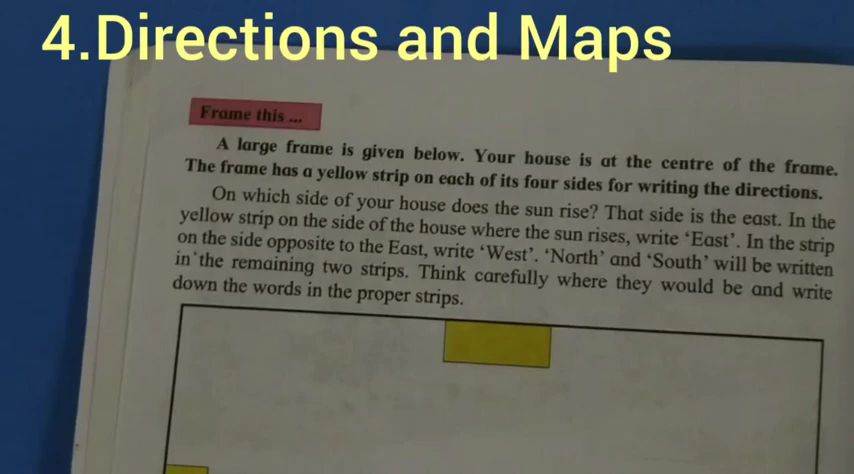 4.Directions and Maps
Frame this ...
A large frame is given below. Your house is at the centre of the frame.
The frame has a yellow strip on each of its four sides for writing the directions.
On which side of your house does the sun rise? That side is the east. In the
yellow strip on the side of the house where the sun rises, write ‘East’. In the strip
on the side opposite to the East, write ‘West’. ‘North’ and ‘South’ will be written
in the remaining two strips. Think carefully where they would be and write
down the words in the proper strips.